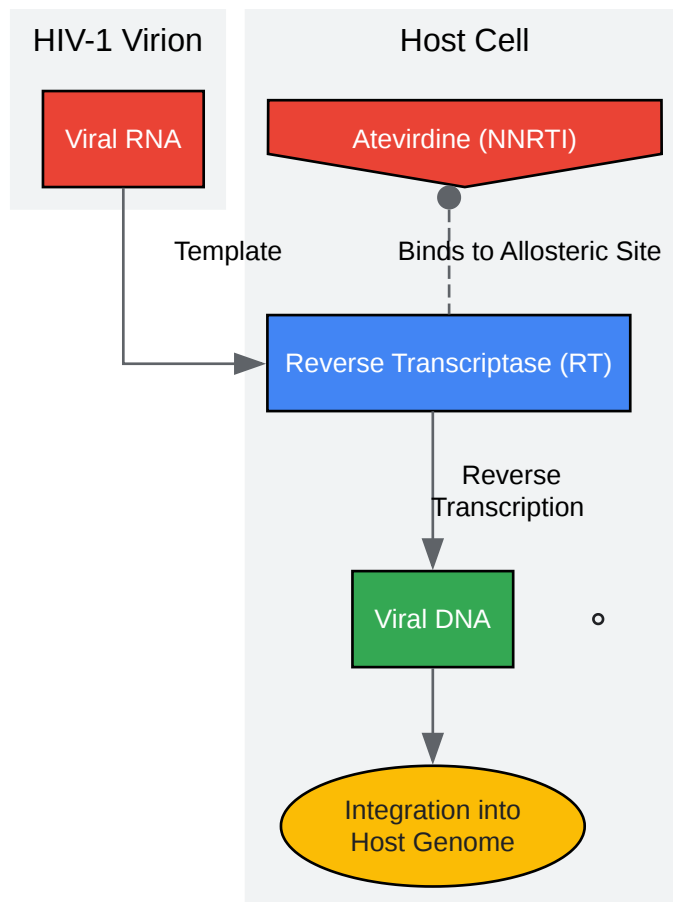 HIV-1 Virion
Host Cell
Viral RNA
Atevirdine (NNRTI)
Template
Binds to Allosteric Site
Reverse Transcriptase (RT)
Reverse
Transcription
Viral DNA
Integration into
Host Genome